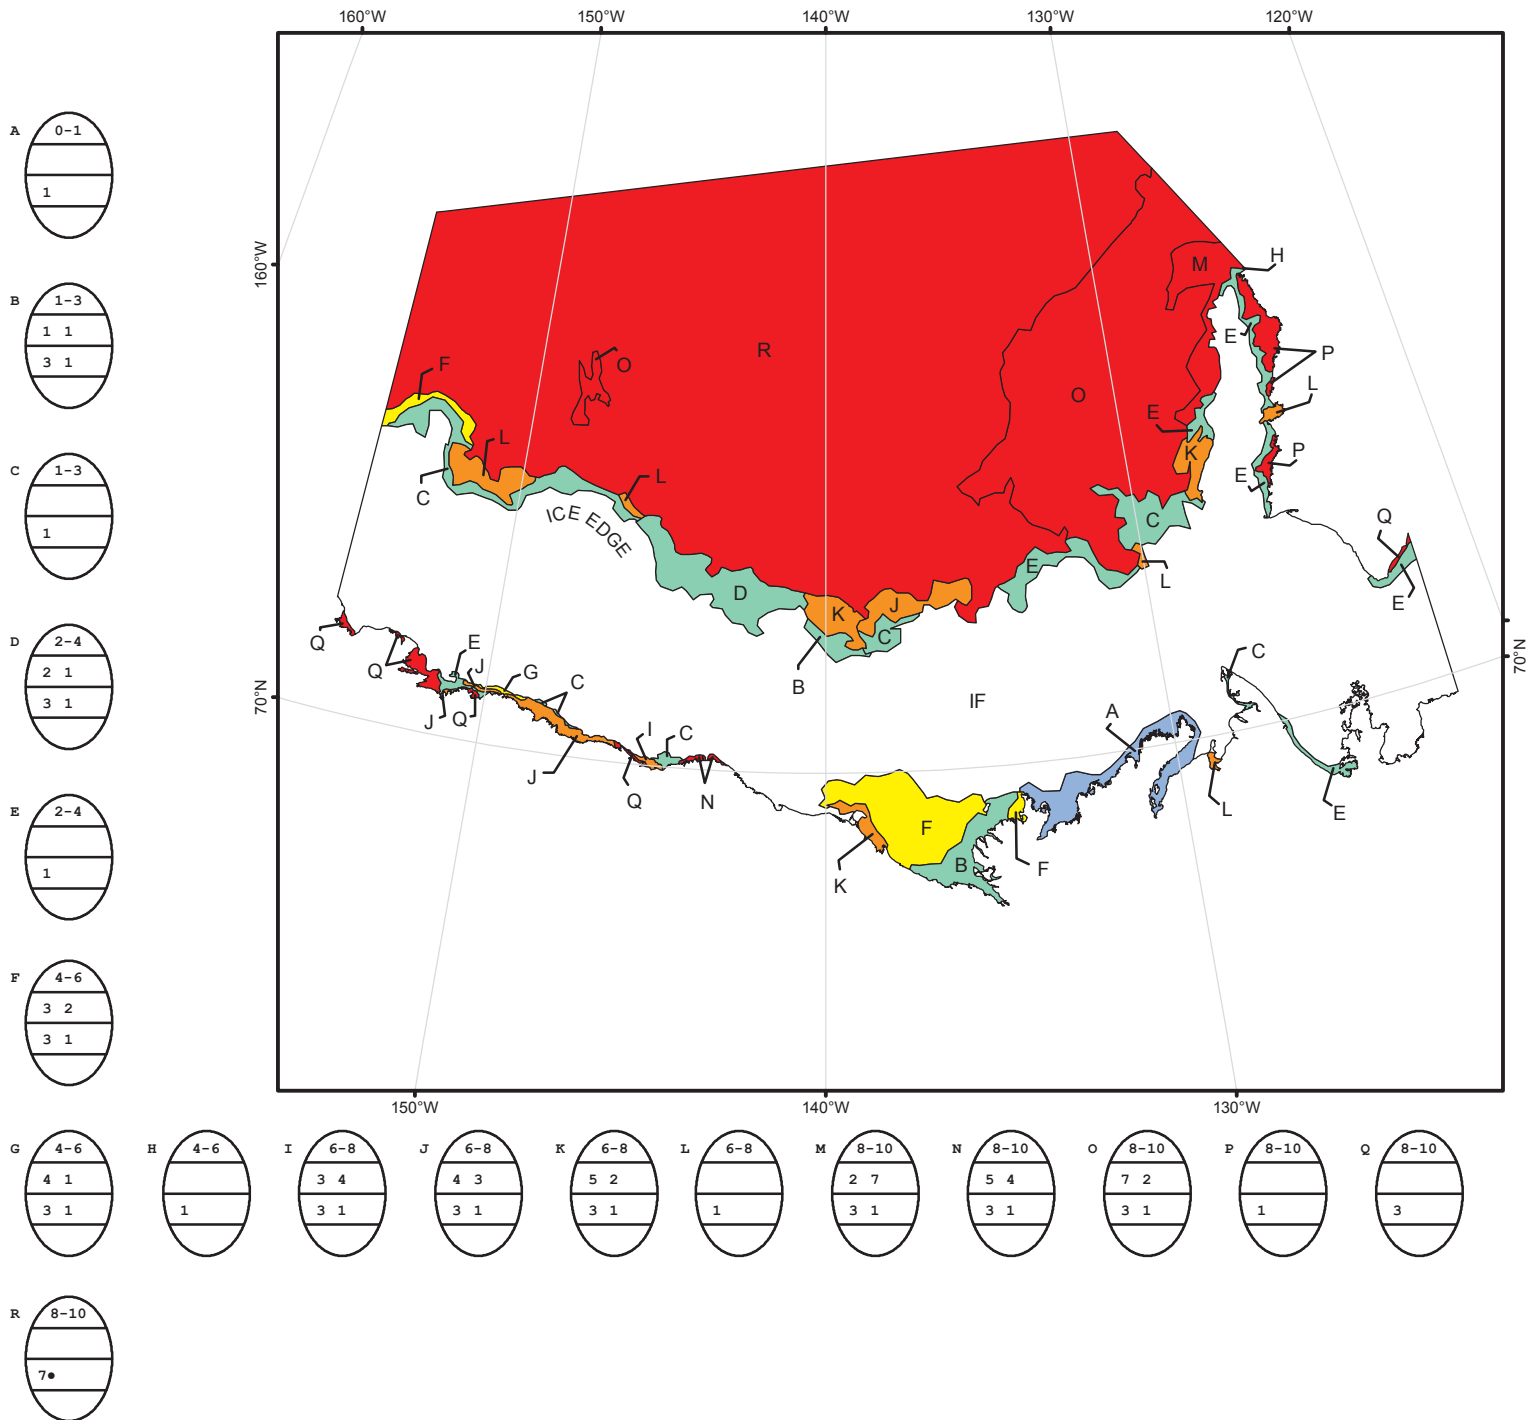 160°W 150°W 140°W 130°W 120°W
160°W
70°N
70°N
150°W 140°W 130°W
A 0-1
1
B 1-3
1 1
3 1
C 1-3
1
D 2-4
2 1
3 1
E 2-4
1
F 4-6
3 2
3 1
H
M
E
R
P
F
O
L
O
E
L
K
P
C
L
E
ICE EDGE
C
Q
L
E
D
E
K
J
C
Q
E
Q
C
J
G
C
B
IF
A
J
Q
I
C
J
Q
N
L
E
F
B
F
K
G 4-6 H 4-6 I 6-8 J 6-8 K 6-8 L 6-8 M 8-10 N 8-10 O 8-10 P 8-10 Q 8-10
4 1 3 4 4 3 5 2 2 7 5 4 7 2
3 1 1 3 1 3 1 3 1 1 3 1 3 1 3 1 1 3
R 8-10
7●